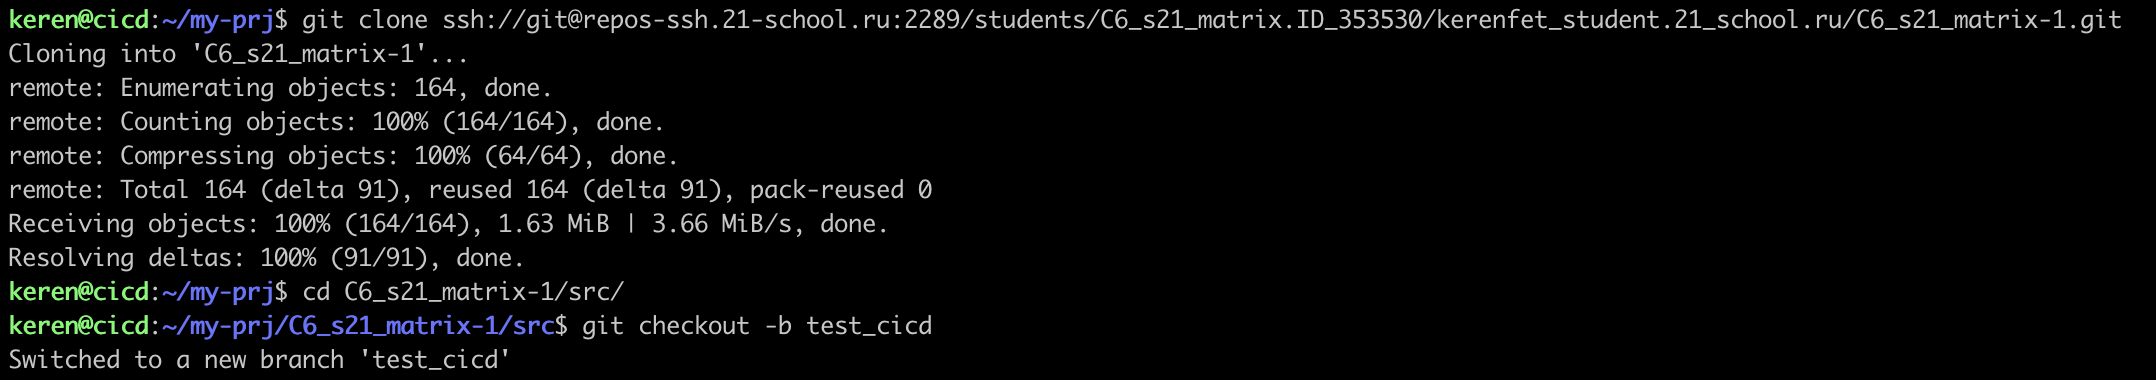 keren@cicd:~/my-prj$ git clone ssh://git@repos-ssh.21-school.ru:2289/students/C6_s21_matrix.ID_353530/kerenfet_student.21_school.ru/C6_s21_matrix-1.git
Cloning into 'C6_s21_matrix-1'...
remote: Enumerating objects: 164, done.
remote: Counting objects: 100% (164/164), done.
remote: Compressing objects: 100% (64/64), done.
remote: Total 164 (delta 91), reused 164 (delta 91), pack-reused 0
Receiving objects: 100% (164/164), 1.63 MiB | 3.66 MiB/s, done.
Resolving deltas: 100% (91/91), done.
keren@cicd:~/my-prj$ cd C6_s21_matrix-1/src/
keren@cicd:~/my-prj/C6_s21_matrix-1/src$ git checkout -b test_cicd
Switched to a new branch 'test_cicd'